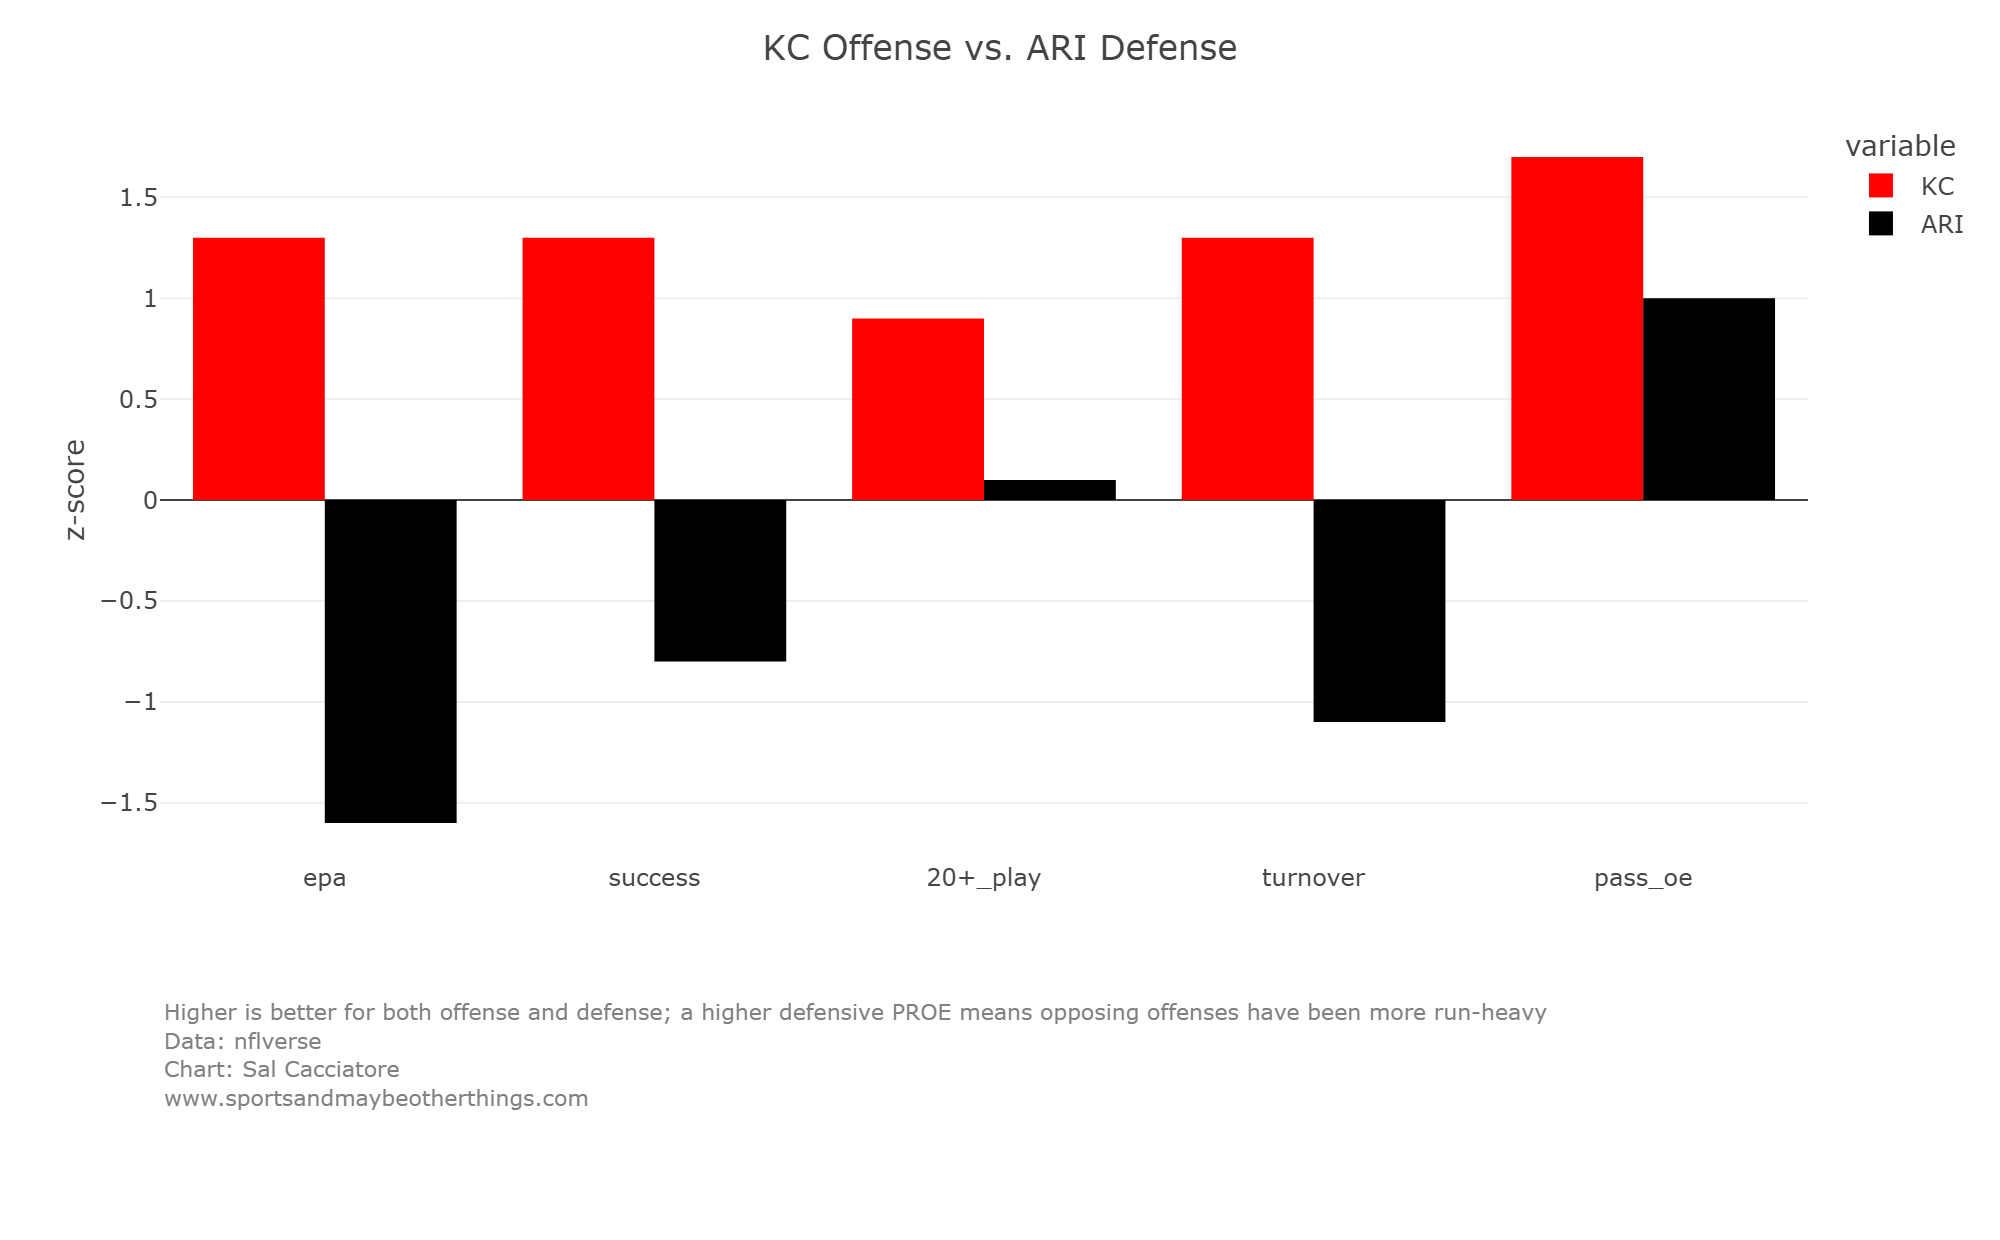 KC Offense vs. ARI Defense
variable
KC
ARI
z-score
1.5
1
0.5
0
−0.5
−1
−1.5
epa
success
20+_play
turnover
pass_oe
Higher is better for both offense and defense; a higher defensive PROE means opposing offenses have been more run-heavy
Data: nflverse
Chart: Sal Cacciatore
www.sportsandmaybeotherthings.com